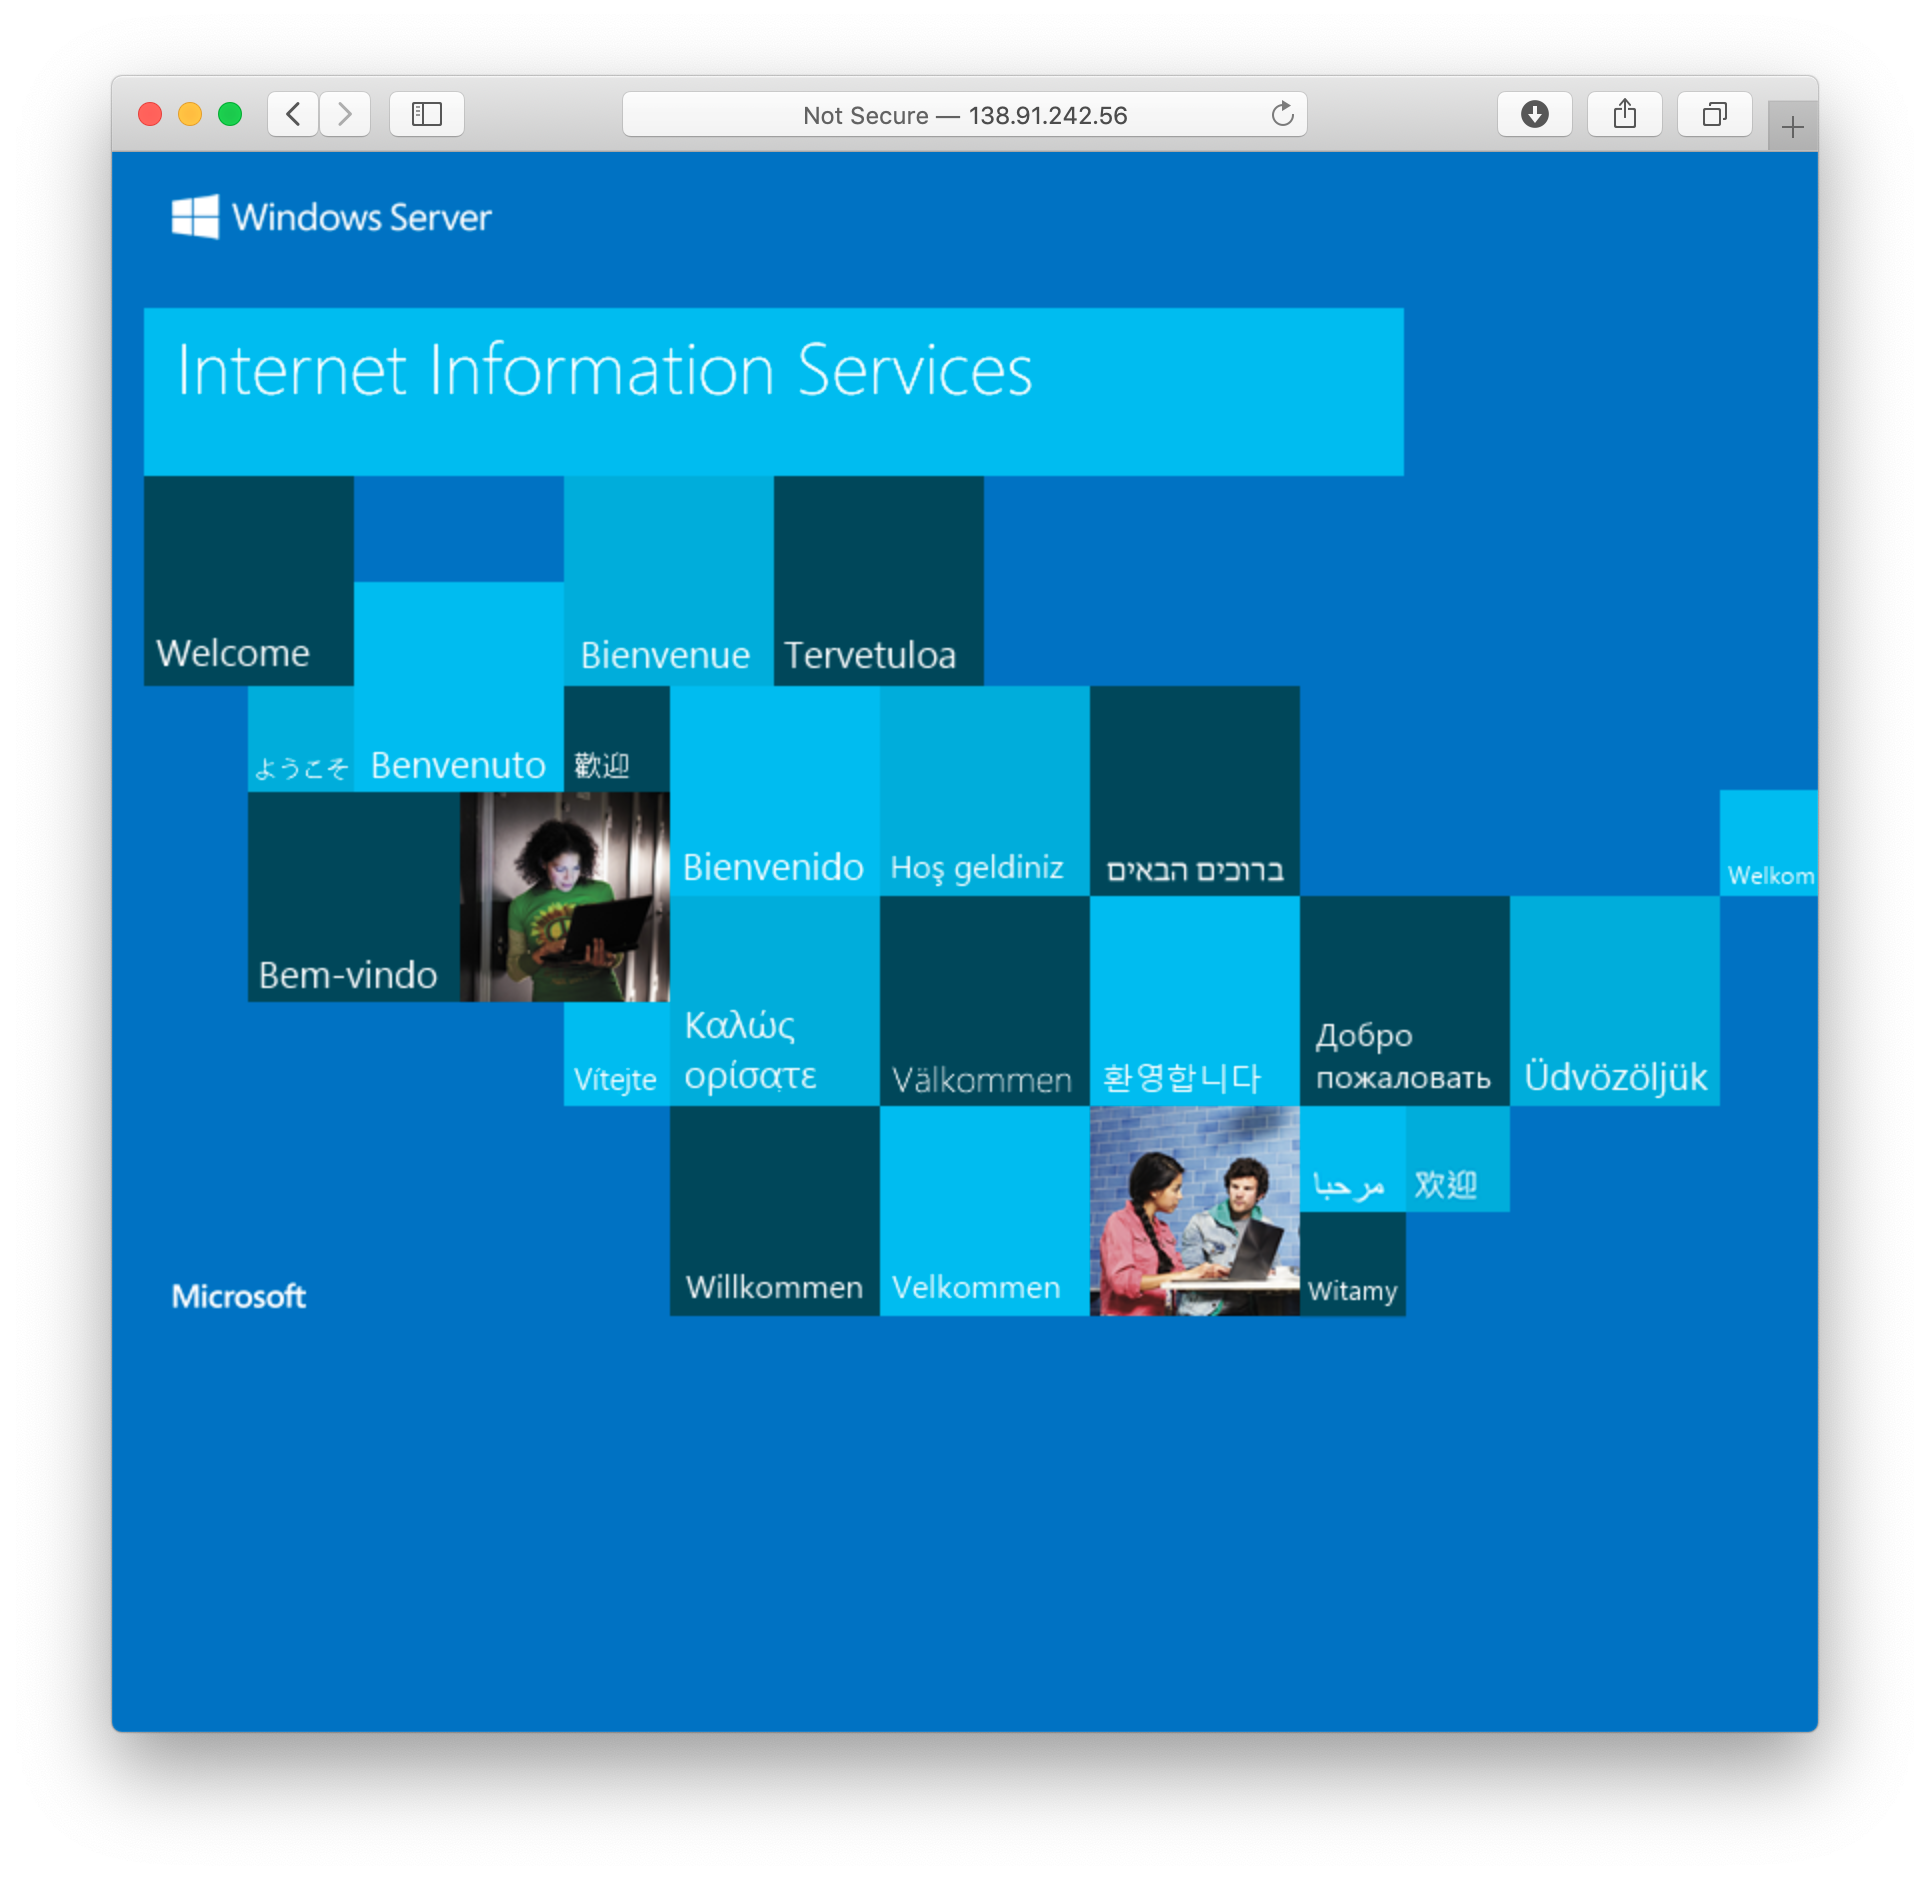 Not Secure — 138.91.242.56
Windows Server
Internet Information Services
Welcome
Bienvenue
Tervetuloa
ようこそ
Benvenuto
歡迎
Bienvenido
Hoş geldiniz
ברוכים הבאים
Welkom
Bem-vindo
Vítejte
Καλώς
ορίσατε
Välkommen
환영합니다
Добро
пожаловать
Üdvözöljük
Microsoft
Willkommen
Velkommen
مرحبا
欢迎
Witamy